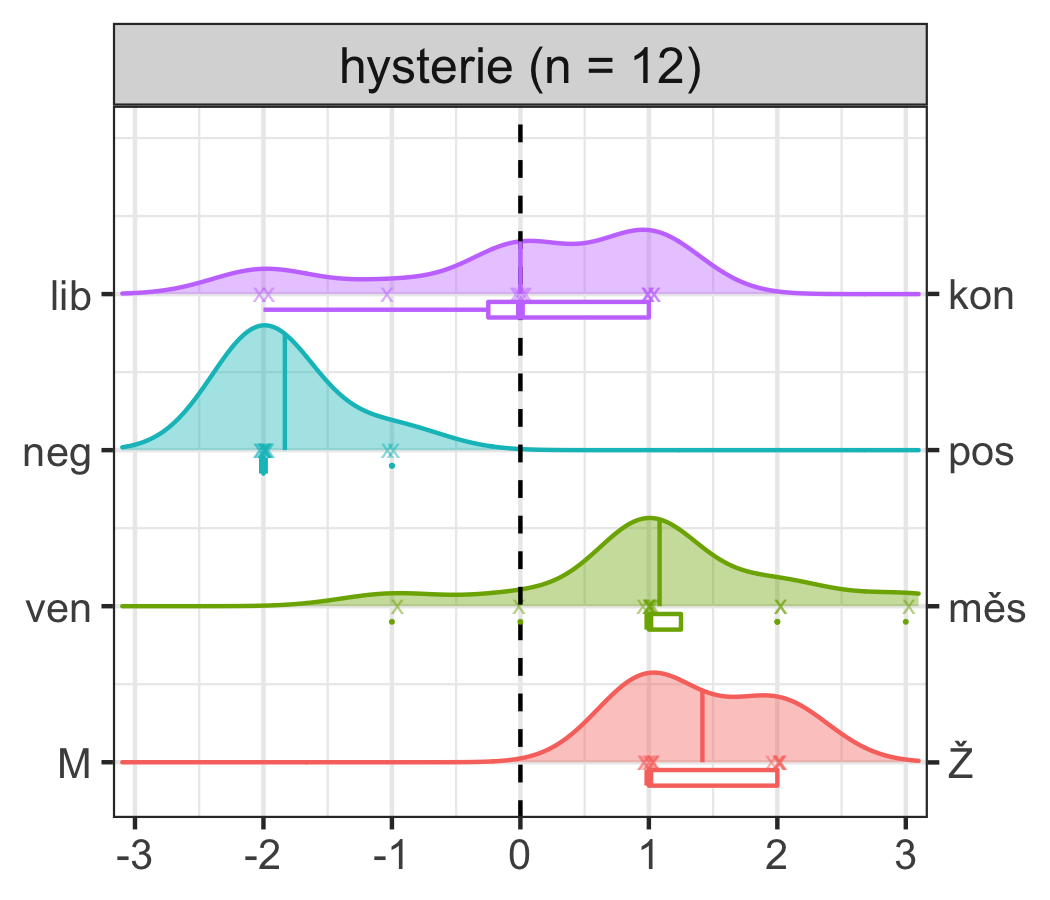 hysterie (n = 12)
lib kon
neg pos
ven měs
M Ž
-3 -2 -1 0 1 2 3